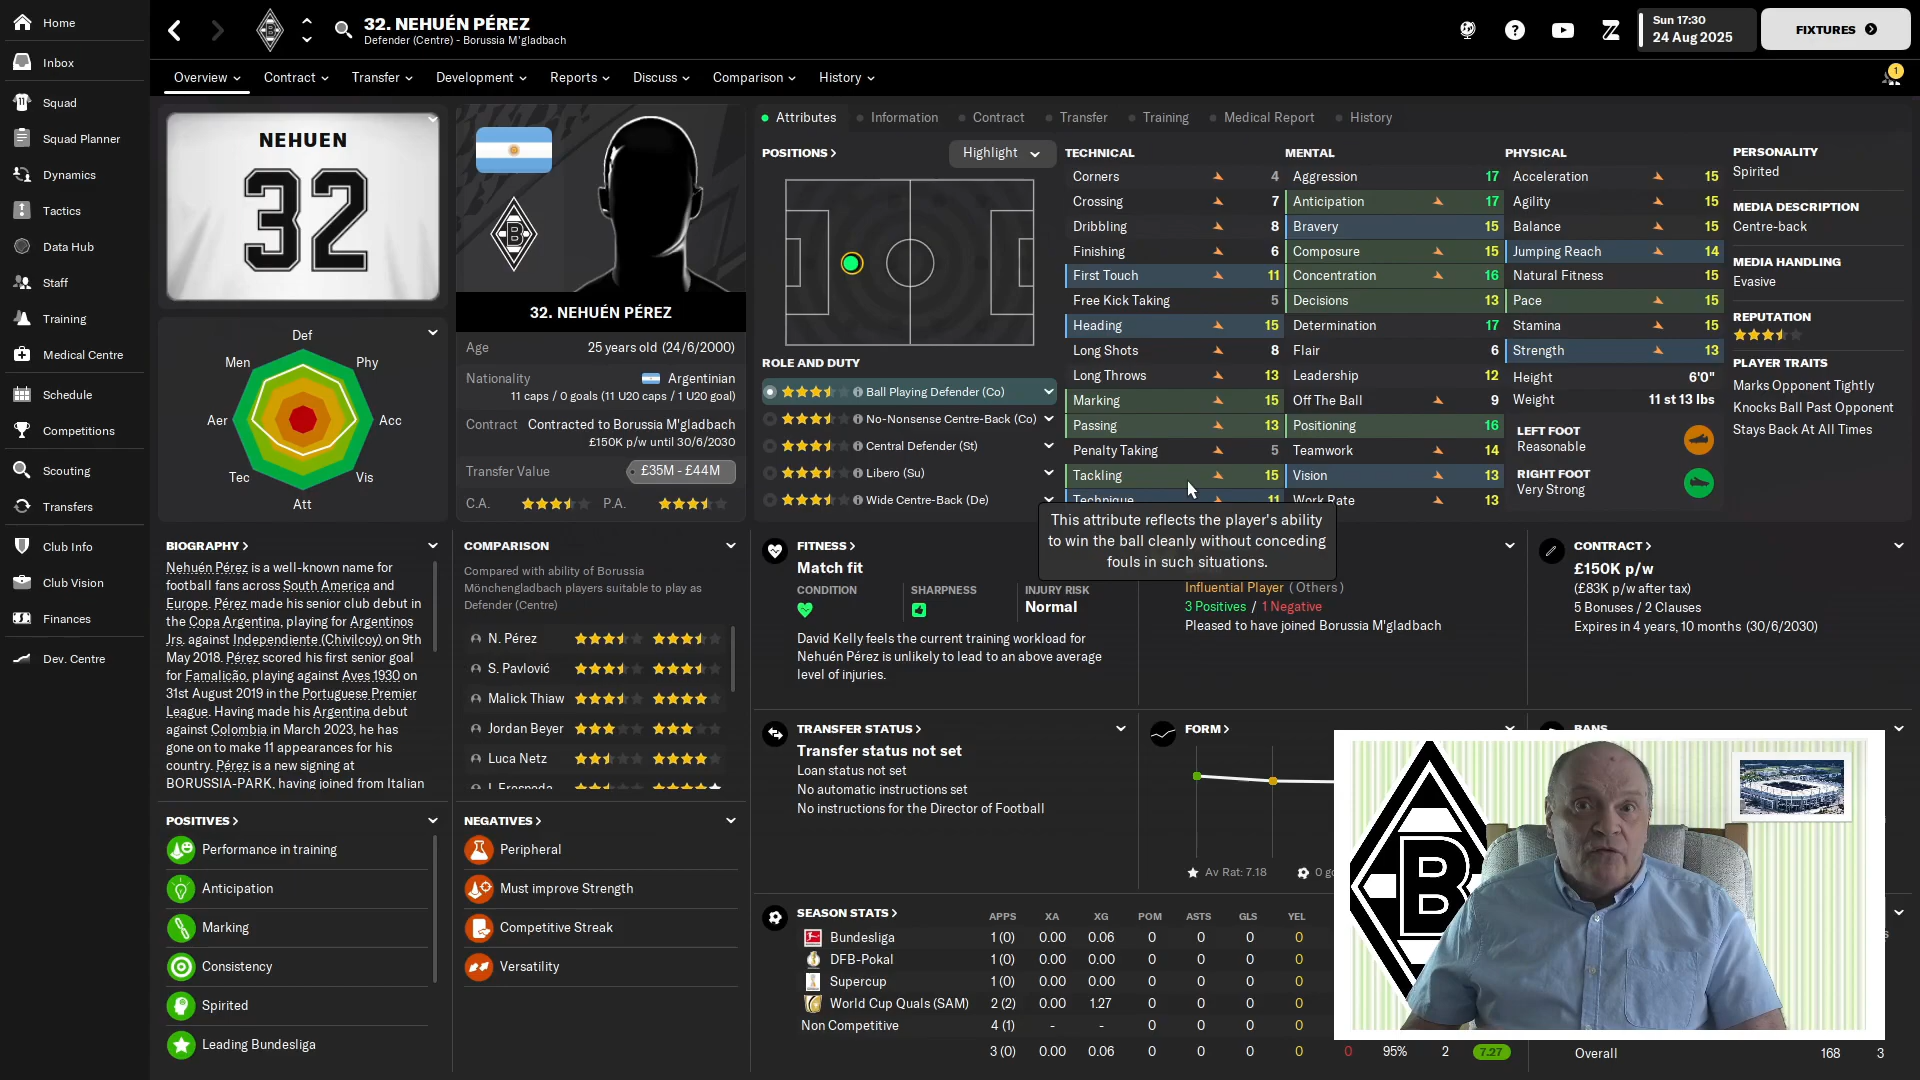 Home
Inbox
Squad
Squad Planner
Dynamics
Tactics
Data Hub
Staff
Training
Medical Centre
Schedule
Competitions
Scouting
Transfers
Club Info
Club Vision
Finances
Dev. Centre
32. NEHUÉN PÉREZ
Defender (Centre) - Borussia M'gladbach
Sun 17:30
24 Aug 2025
FIXTURES
Overview
Contract
Transfer
Development
Reports
Discuss
Comparison
History
1
NEHUEN
32
Def
Men
Phy
Aer
Acc
Tec
Vis
Att
32. NEHUÉN PÉREZ
Age 25 years old (24/6/2000)
Nationality Argentinian
11 caps / 0 goals (11 U20 caps / 1 U20 goal)
Contract Contracted to Borussia M'gladbach
£150K p/w until 30/6/2030
Transfer Value £35M - £44M
C.A. P.A.
Attributes
Information
Contract
Transfer
Training
Medical Report
History
POSITIONS
Highlight
ROLE AND DUTY
Ball Playing Defender (Co)
No-Nonsense Centre-Back (Co)
Central Defender (St)
Libero (Su)
Wide Centre-Back (De)
TECHNICAL
Corners 4
Crossing 7
Dribbling 8
Finishing 6
First Touch 11
Free Kick Taking 5
Heading 15
Long Shots 8
Long Throws 13
Marking 15
Passing 13
Penalty Taking 5
Tackling 15
Technique 11
MENTAL
Aggression 17
Anticipation 17
Bravery 15
Composure 15
Concentration 16
Decisions 13
Determination 17
Flair 6
Leadership 12
Off The Ball 9
Positioning 16
Teamwork 14
Vision 13
Work Rate 13
PHYSICAL
Acceleration 15
Agility 15
Balance 15
Jumping Reach 14
Natural Fitness 15
Pace 15
Stamina 15
Strength 13
Height 6'0"
Weight 11 st 13 lbs
LEFT FOOT
Reasonable
RIGHT FOOT
Very Strong
PERSONALITY
Spirited
MEDIA DESCRIPTION
Centre-back
MEDIA HANDLING
Evasive
REPUTATION
PLAYER TRAITS
Marks Opponent Tightly
Knocks Ball Past Opponent
Stays Back At All Times
This attribute reflects the player's ability
to win the ball cleanly without conceding
fouls in such situations.
BIOGRAPHY
Nehuén Pérez is a well-known name for
football fans across South America and
Europe. Pérez made his senior club debut in
the Copa Argentina, playing for Argentinos
Jrs. against Independiente (Chivilcoy) on 9th
May 2018. Pérez scored his first senior goal
for Famalicão, playing against Aves 1930 on
31st August 2019 in the Portuguese Premier
League. Having made his Argentina debut
against Colombia in March 2023, he has
gone on to make 11 appearances for his
country. Pérez is a new signing at
BORUSSIA-PARK, having joined from Italian
COMPARISON
Compared with ability of Borussia
Mönchengladbach players suitable to play as
Defender (Centre)
N. Pérez
S. Pavlović
Malick Thiaw
Jordan Beyer
Luca Netz
FITNESS
Match fit
CONDITION
SHARPNESS
INJURY RISK
Normal
David Kelly feels the current training workload for
Nehuén Pérez is unlikely to lead to an above average
level of injuries.
Influential Player (Others)
3 Positives / 1 Negative
Pleased to have joined Borussia M'gladbach
CONTRACT
£150K p/w
(£83K p/w after tax)
5 Bonuses / 2 Clauses
Expires in 4 years, 10 months (30/6/2030)
TRANSFER STATUS
Transfer status not set
Loan status not set
No automatic instructions set
No instructions for the Director of Football
FORM
Av Rat: 7.18
BANS
POSITIVES
Performance in training
Anticipation
Marking
Consistency
Spirited
Leading Bundesliga
NEGATIVES
Peripheral
Must improve Strength
Competitive Streak
Versatility
SEASON STATS APPS XA XG POM ASTS GLS YEL
Bundesliga 1 (0) 0.00 0.06 0 0 0 0
DFB-Pokal 1 (0) 0.00 0.00 0 0 0 0
Supercup 1 (0) 0.00 0.00 0 0 0 0
World Cup Quals (SAM) 2 (2) 0.00 1.27 0 0 0 0
Non Competitive 4 (1) - - 0 0 0 0
3 (0) 0.00 0.06 0 0 0 0 0 95% 2 7.27
Overall 168 3
B